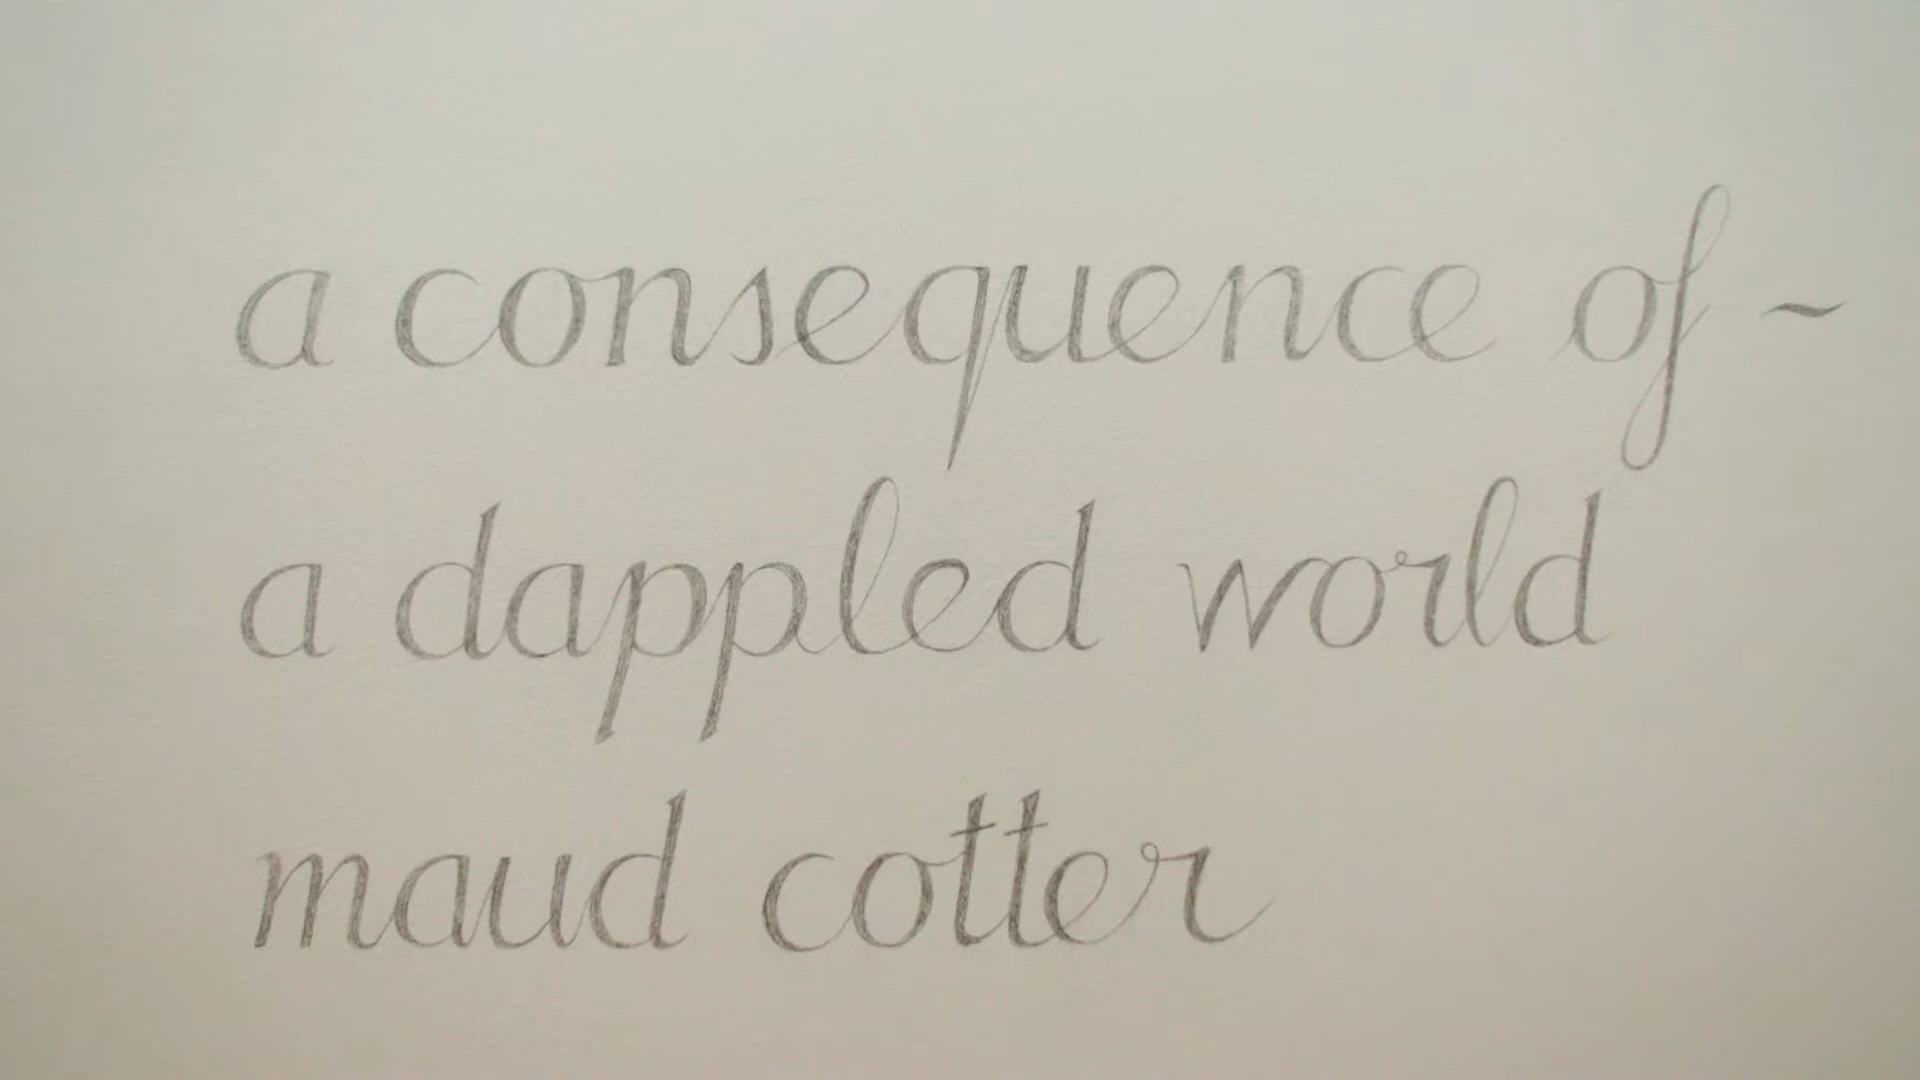 a consequence of ~
a dappled world
maud cotter